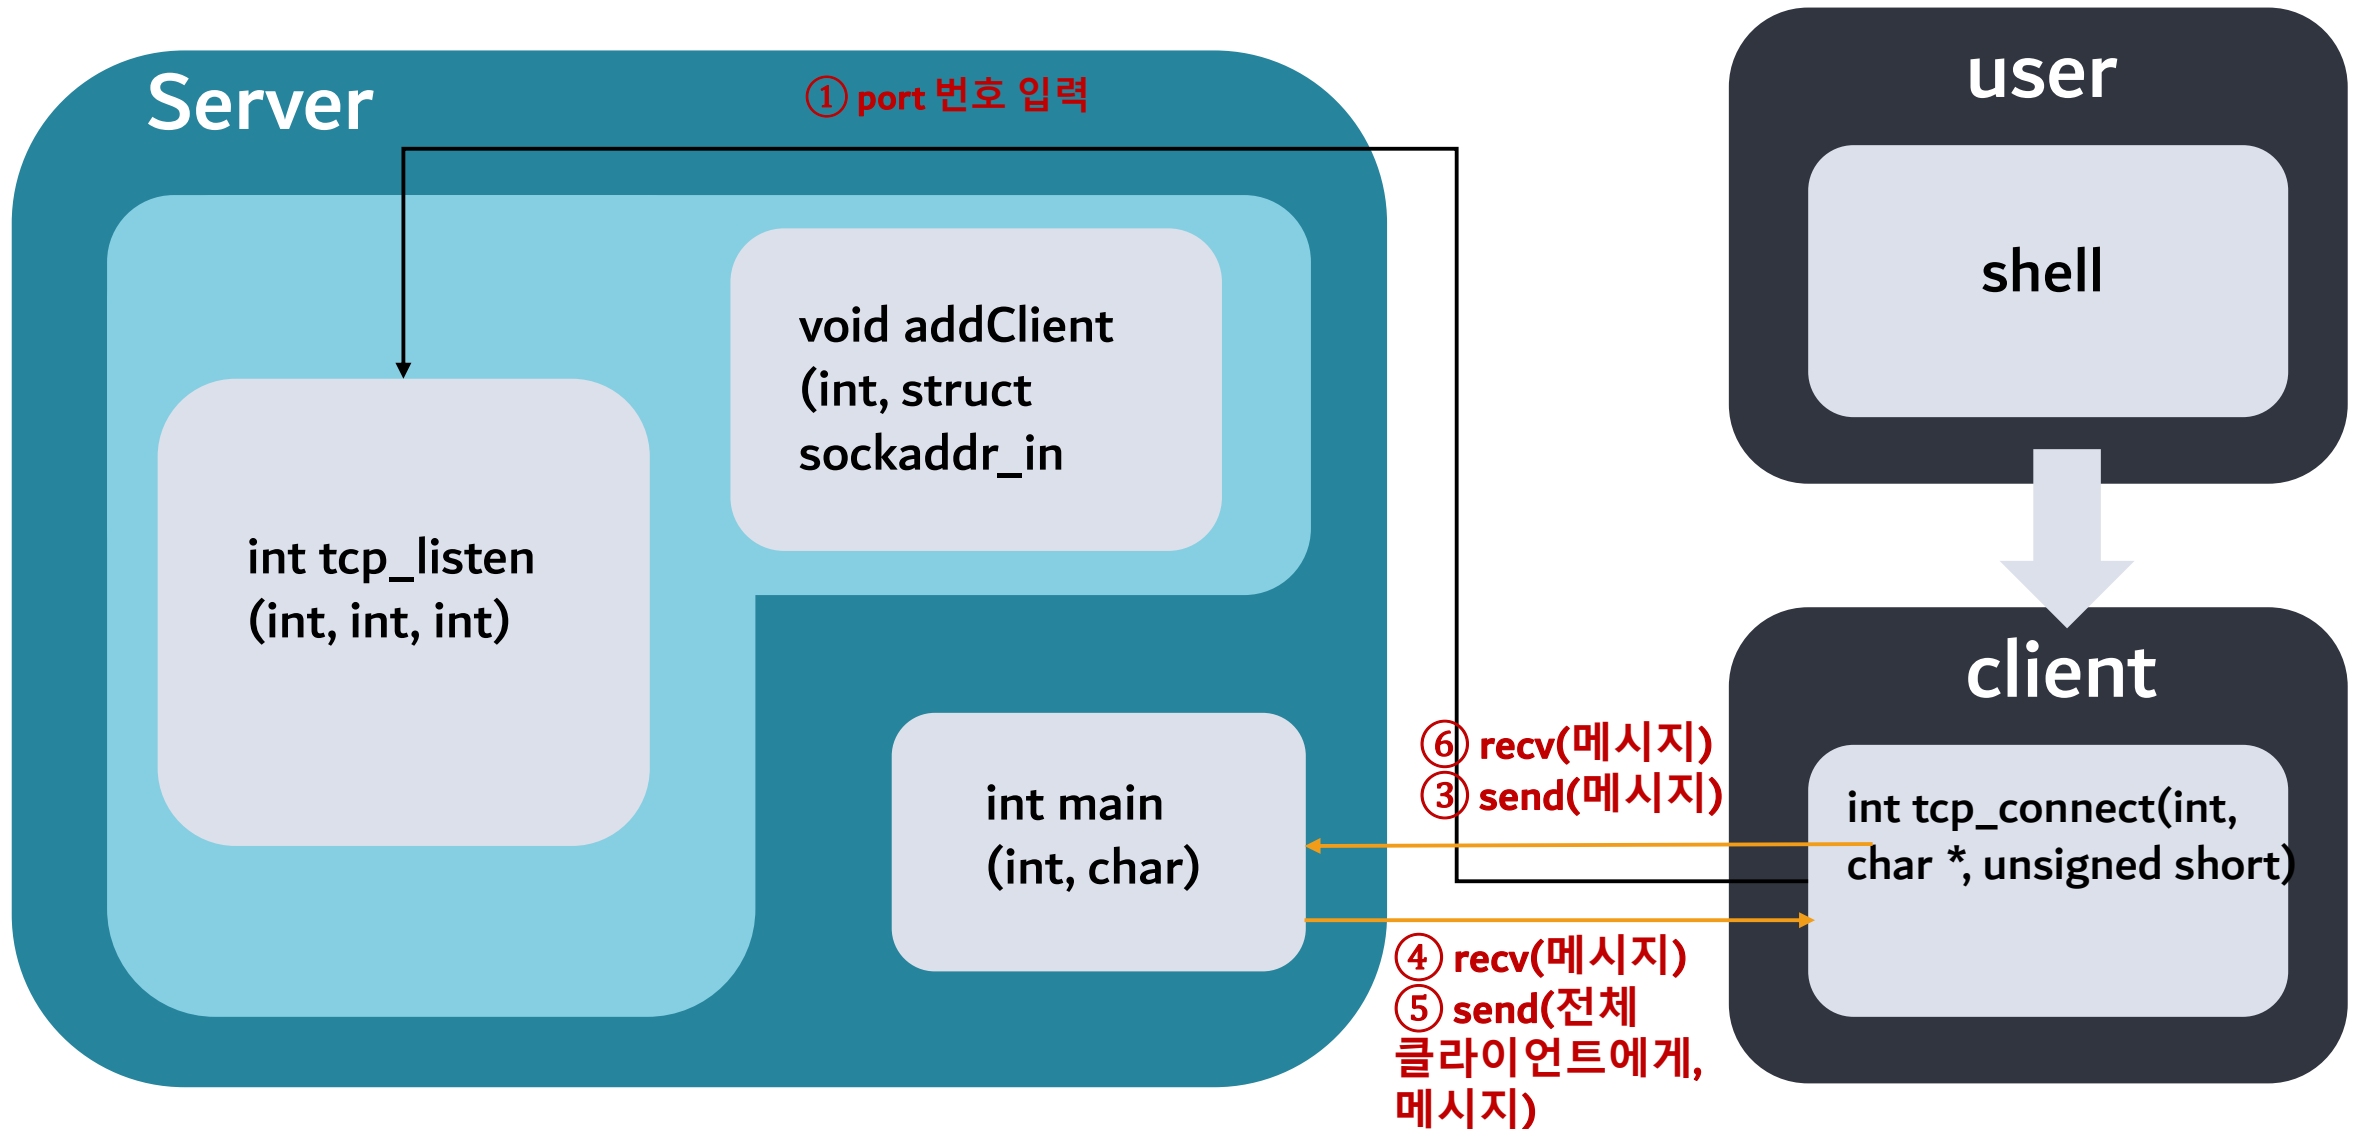 Server
① port 번호 입력
void addClient
(int, struct
sockaddr_in
int tcp_listen
(int, int, int)
int main
(int, char)
user
shell
client
int tcp_connect(int,
char *, unsigned short)
⑥ recv(메시지)
③ send(메시지)
④ recv(메시지)
⑤ send(전체
클라이언트에게,
메시지)